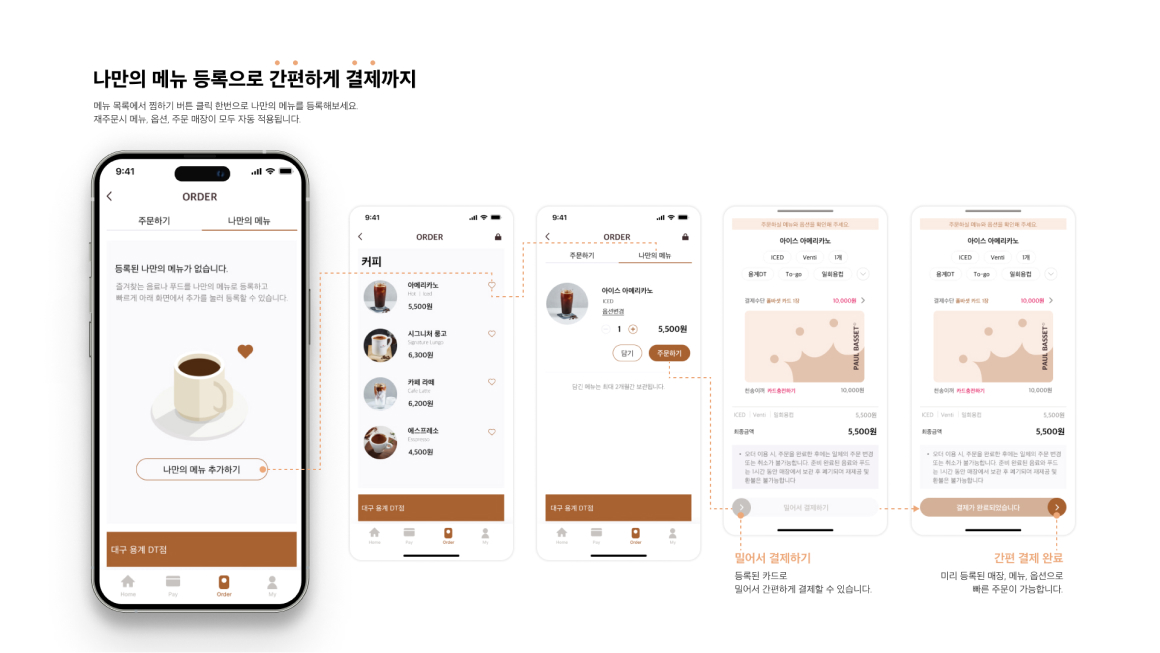 나만의 메뉴 등록으로 간편하게 결제까지
메뉴 목록에서 찜하기 버튼 클릭 한번으로 나만의 메뉴를 등록해보세요.
재주문시 메뉴, 옵션, 주문 매장이 모두 자동 적용됩니다.
9:41
ORDER
주문하기 나만의 메뉴
등록된 나만의 메뉴가 없습니다.
즐겨찾는 음료나 푸드를 나만의 메뉴로 등록하고
빠르게 아래 화면에서 추가를 눌러 등록할 수 있습니다.
나만의 메뉴 추가하기
대구 용계 DT점
Home Pay Order My
9:41
ORDER
커피
아메리카노
Hot | Iced
5,500원
시그니처 룽고
Signature Lungo
6,300원
카페 라떼
Cafe Latte
6,200원
에스프레소
Espresso
4,500원
대구 용계 DT점
Home Pay Order My
9:41
ORDER
주문하기 나만의 메뉴
아이스 아메리카노
ICED
옵션변경
1 5,500원
담기 주문하기
담긴 메뉴는 최대 2개월간 보관됩니다
대구 용계 DT점
Home Pay Order My
주문하실 메뉴와 옵션을 확인해 주세요.
아이스 아메리카노
ICED Venti 1개
용계DT To-go 일회용컵
결제수단 폴바셋 카드 1장 10,000원
PAUL BASSET
잔송이의 카드충전하기 10,000원
ICED | Venti | 일회용컵 5,500원
최종금액 5,500원
• 오더 이용 시, 주문을 완료한 후에는 일체의 주문 변경
또는 취소가 불가능합니다. 준비 완료된 음료와 푸드
는 1시간 동안 매장에서 보관 후 폐기되며 재제공 및
환불은 불가능합니다
밀어서 결제하기
밀어서 결제하기
등록된 카드로
밀어서 간편하게 결제할 수 있습니다.
주문하실 메뉴와 옵션을 확인해 주세요.
아이스 아메리카노
ICED Venti 1개
용계DT To-go 일회용컵
결제수단 폴바셋 카드 1장 10,000원
PAUL BASSET
잔송이의 카드충전하기 10,000원
ICED | Venti | 일회용컵 5,500원
최종금액 5,500원
• 오더 이용 시, 주문을 완료한 후에는 일체의 주문 변경
또는 취소가 불가능합니다. 준비 완료된 음료와 푸드
는 1시간 동안 매장에서 보관 후 폐기되며 재제공 및
환불은 불가능합니다
결제가 완료되었습니다
간편 결제 완료
미리 등록된 매장, 메뉴, 옵션으로
빠른 주문이 가능합니다.